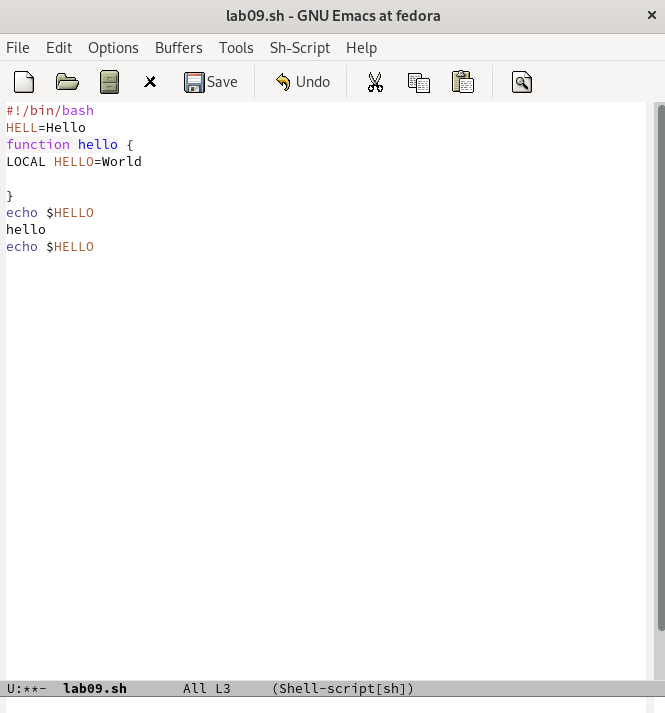 lab09.sh - GNU Emacs at fedora ×
File Edit Options Buffers Tools Sh-Script Help
Save Undo
#!/bin/bash
HELL=Hello
function hello {
LOCAL HELLO=World
}
echo $HELLO
hello
echo $HELLO
U:**- lab09.sh All L3 (Shell-script[sh])